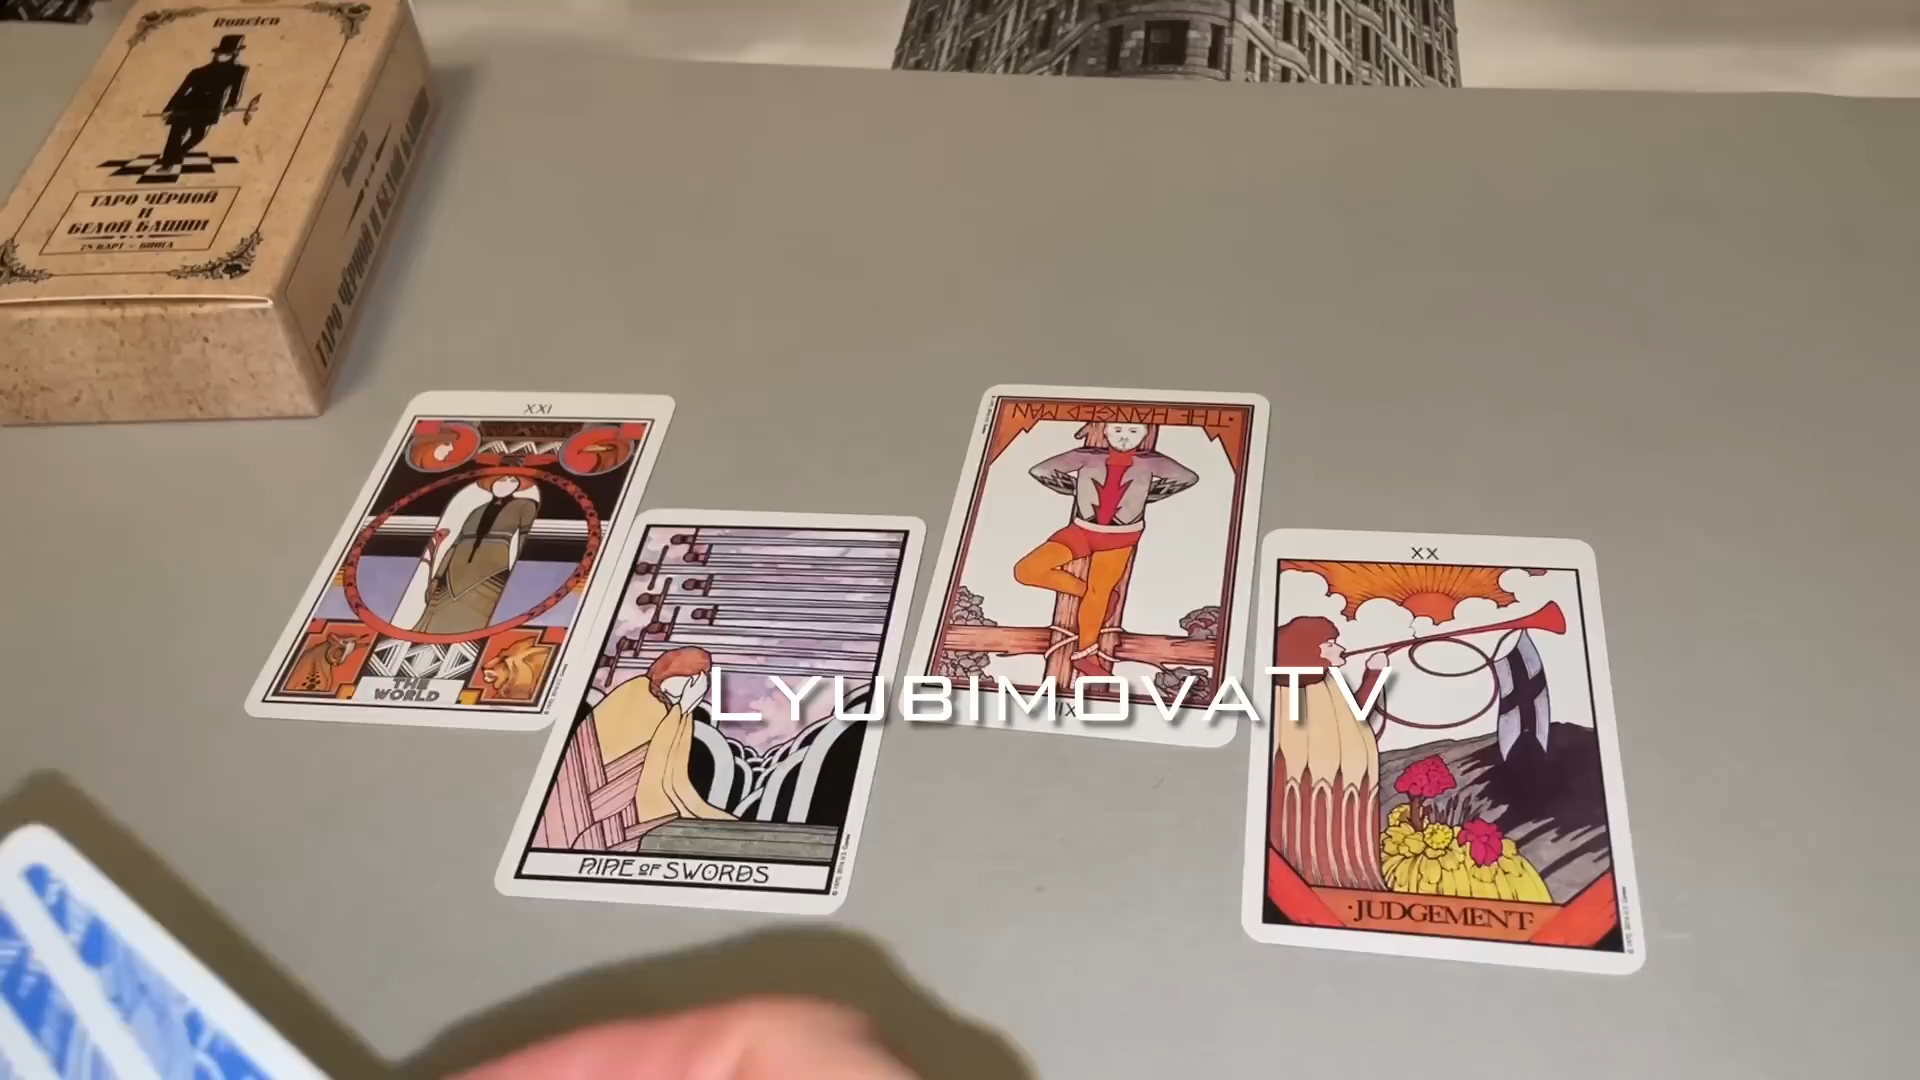 Roncien
ТАРО ЧЁРНОЙ
И
БЕЛОЙ БАШНИ
78 КАРТ + КНИГА
ТАРО ЧЁРНОЙ И БЕЛОЙ БАШНИ
XXI
THE
WORLD
NINE OF SWORDS
THE HANGED MAN
XX
JUDGEMENT
LyubimovaTV